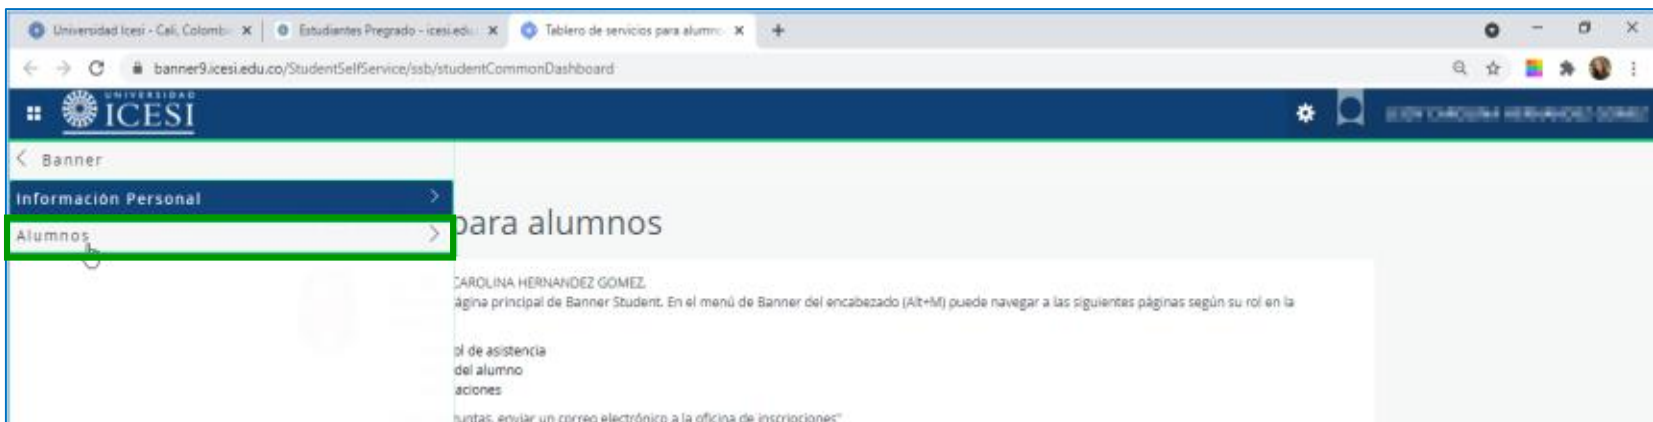 Universidad Icesi - Cali, Colombi
Estudiantes Pregrado - icesi.edu
Tablero de servicios para alumno
banner9.icesi.edu.co/StudentSelfService/ssb/studentCommonDashboard
UNIVERSIDAD
ICESI
Banner
Información Personal
Alumnos
para alumnos
CAROLINA HERNANDEZ GOMEZ.
ágina principal de Banner Student. En el menú de Banner del encabezado (Alt+M) puede navegar a las siguientes páginas según su rol en la
ol de asistencia
del alumno
aciones
guntas, enviar un correo electrónico a la oficina de inscripciones"